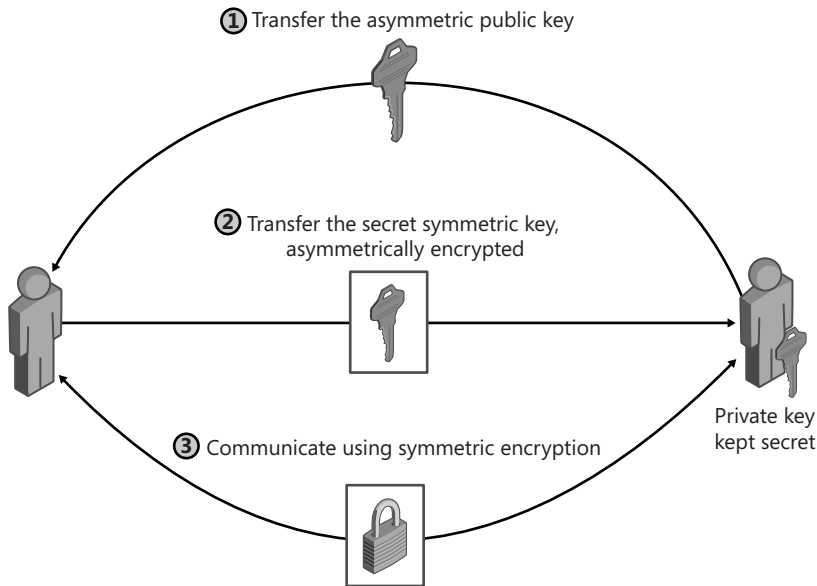 1 Transfer the asymmetric public key
2 Transfer the secret symmetric key,
asymmetrically encrypted
Private key
kept secret
3 Communicate using symmetric encryption